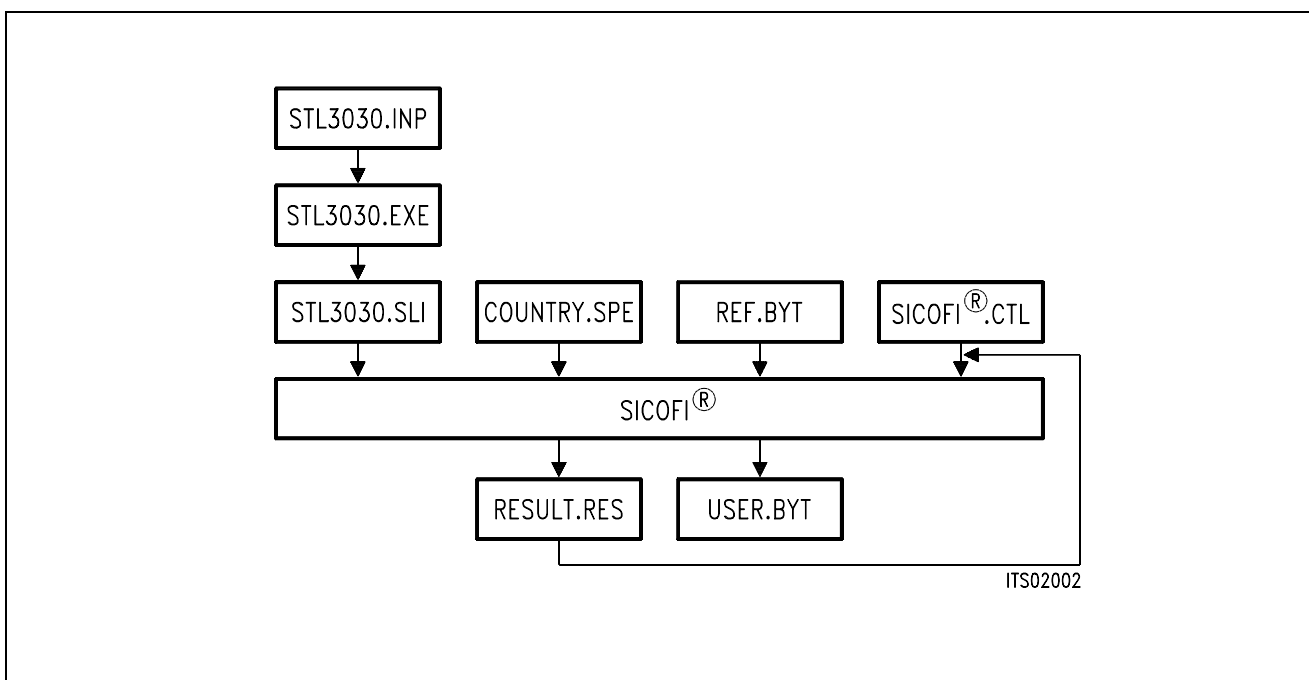 STL3030.INP
STL3030.EXE
STL3030.SLI
COUNTRY.SPE
REF.BYT
SICOFI®.CTL
SICOFI®
RESULT.RES
USER.BYT
ITS02002